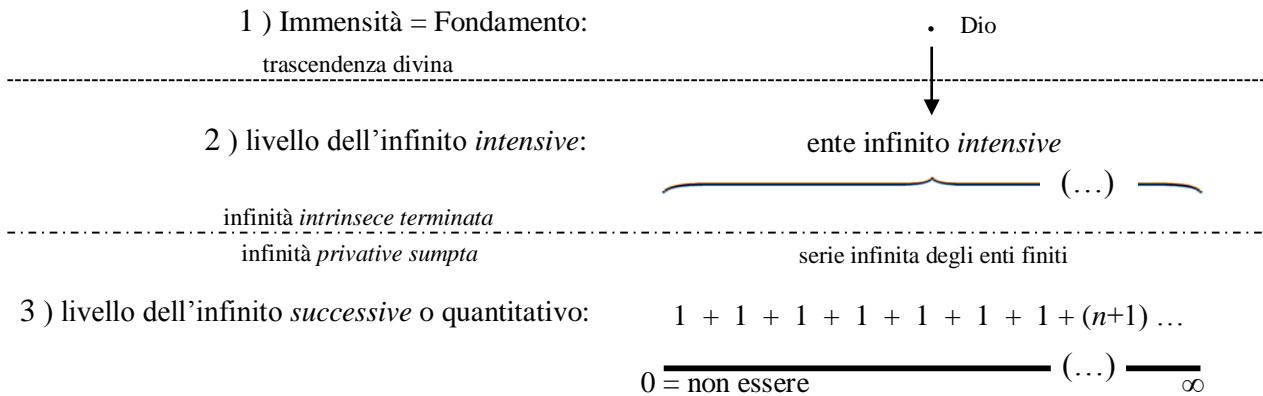 1 ) Immensità = Fondamento: . Dio
trascendenza divina
2 ) livello dell’infinito intensive: ente infinito intensive
(…)
infinità intrinsece terminata
infinità privative sumpta serie infinita degli enti finiti
3 ) livello dell’infinito successive o quantitativo: 1 + 1 + 1 + 1 + 1 + 1 + 1 + (n+1) …
(…)
0 = non essere ∞